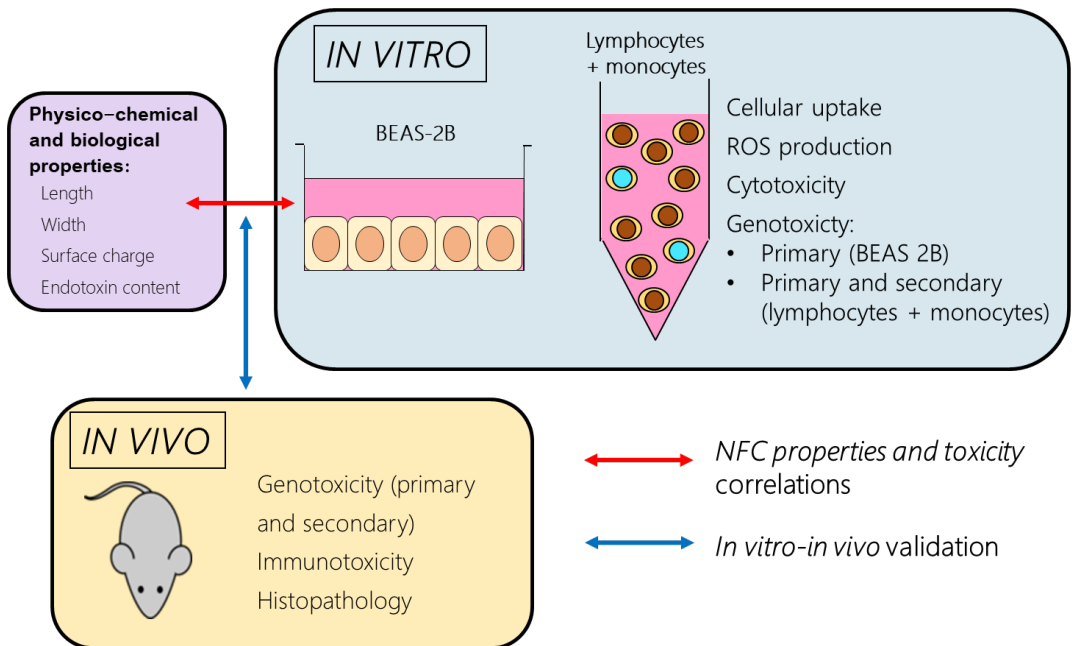 IN VITRO
Lymphocytes
+ monocytes
Physico–chemical
and biological
properties:
Length
Width
Surface charge
Endotoxin content
BEAS-2B
Cellular uptake
ROS production
Cytotoxicity
Genotoxicity:
• Primary (BEAS 2B)
• Primary and secondary
(lymphocytes + monocytes)
IN VIVO
Genotoxicity (primary
and secondary)
Immunotoxicity
Histopathology
NFC properties and toxicity
correlations
In vitro-in vivo validation